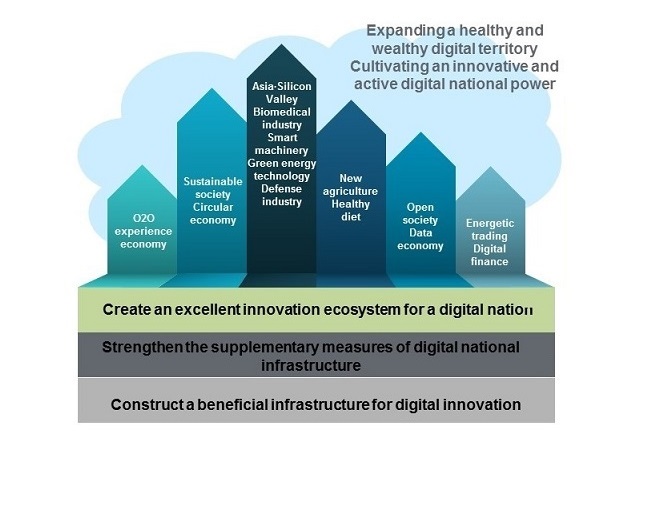 Expanding a healthy and
wealthy digital territory
Cultivating an innovative and
active digital national power
O2O
experience
economy
Sustainable
society
Circular
economy
Asia-Silicon
Valley
Biomedical
industry
Smart
machinery
Green energy
technology
Defense
industry
New
agriculture
Healthy
diet
Open
society
Data
economy
Energetic
trading
Digital
finance
Create an excellent innovation ecosystem for a digital nation
Strengthen the supplementary measures of digital national
infrastructure
Construct a beneficial infrastructure for digital innovation